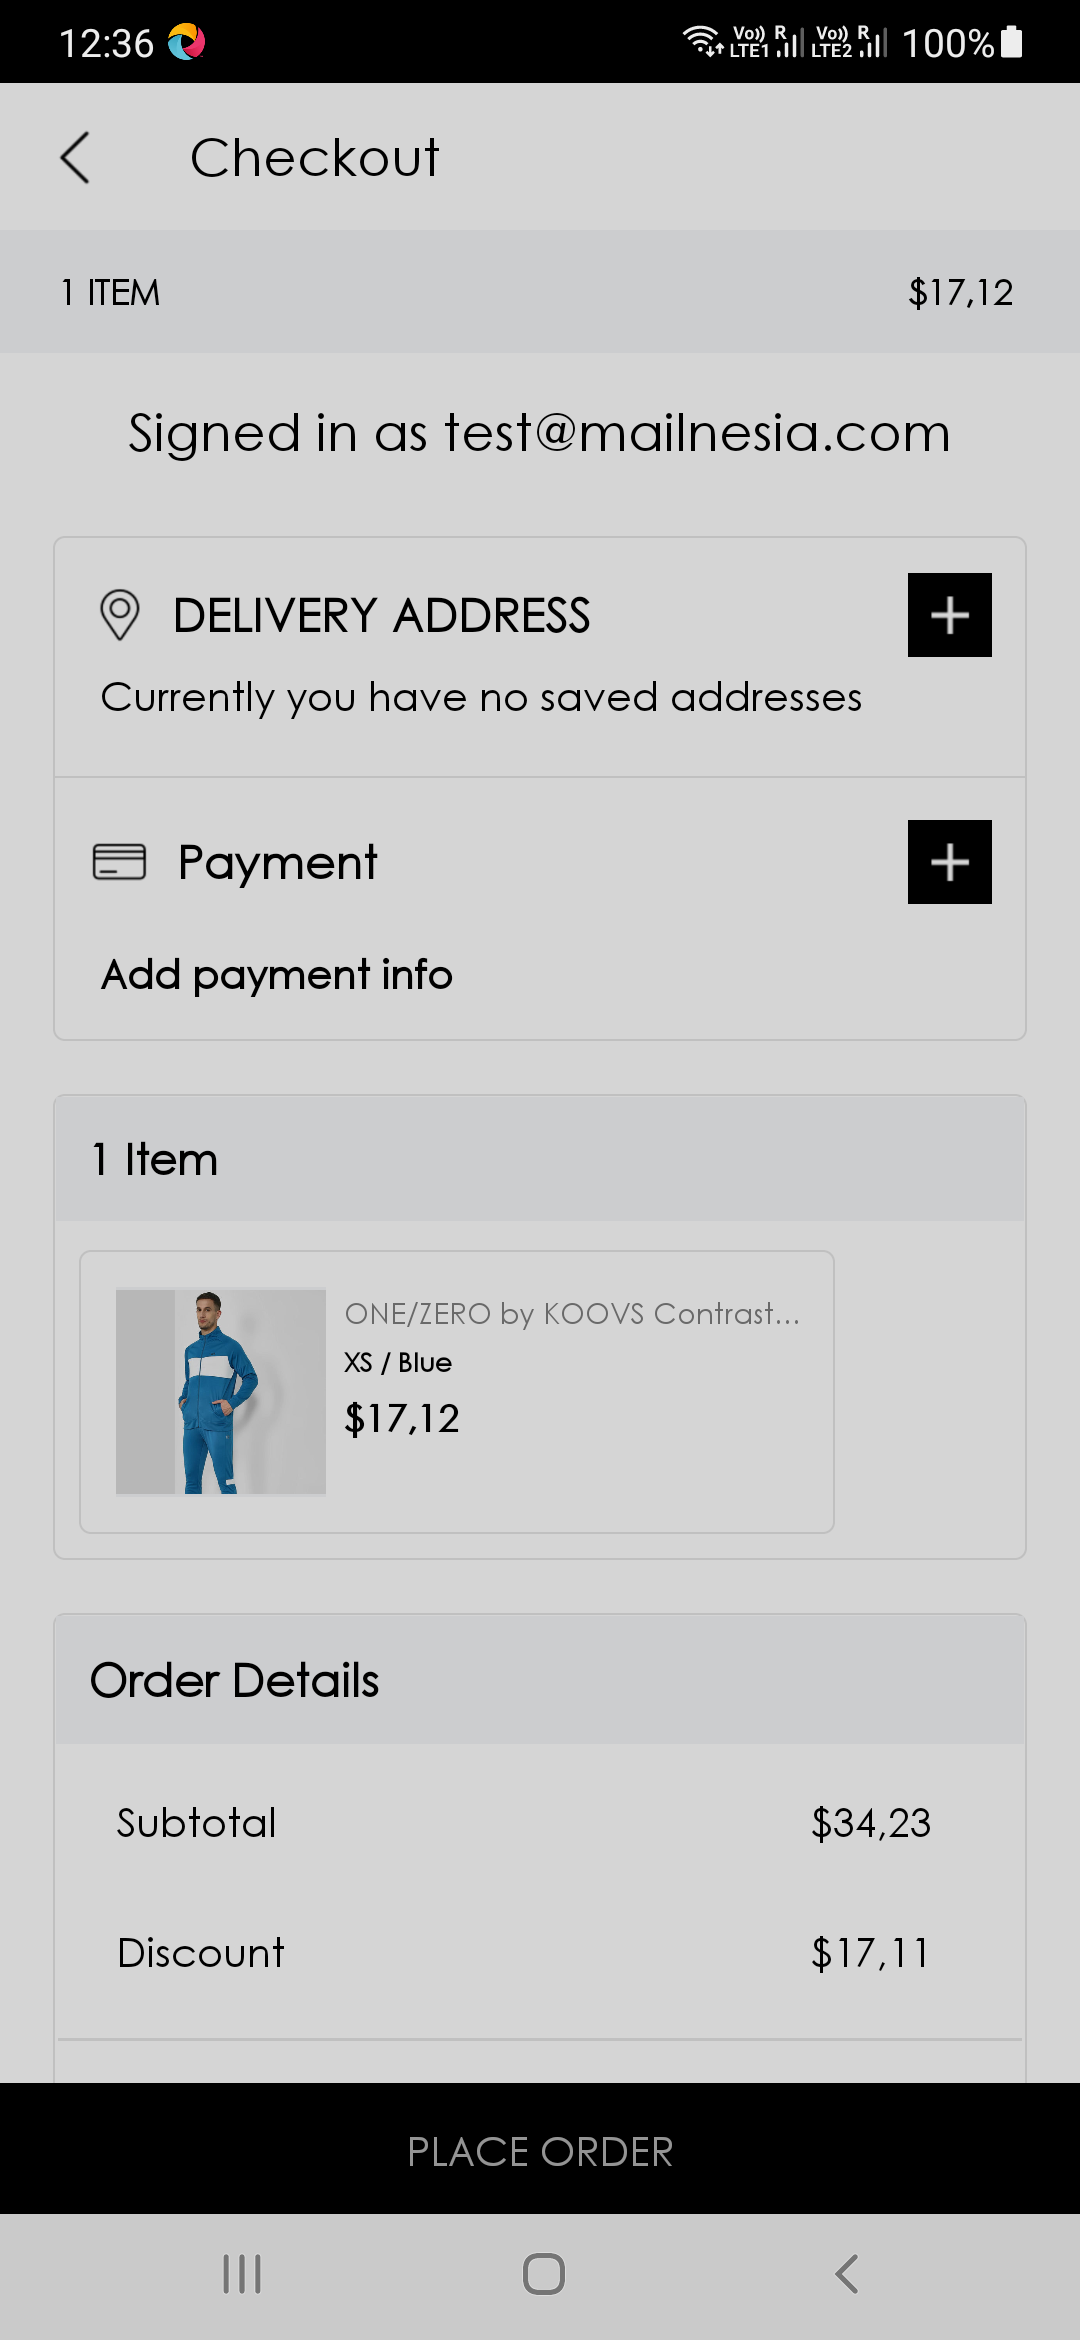 12:36
Vo)) LTE1 R Vo)) LTE2 R 100%
Checkout
1 ITEM $17,12
Signed in as test@mailnesia.com
DELIVERY ADDRESS
Currently you have no saved addresses
Payment
Add payment info
1 Item
ONE/ZERO by KOOVS Contrast...
XS / Blue
$17,12
Order Details
Subtotal $34,23
Discount $17,11
PLACE ORDER